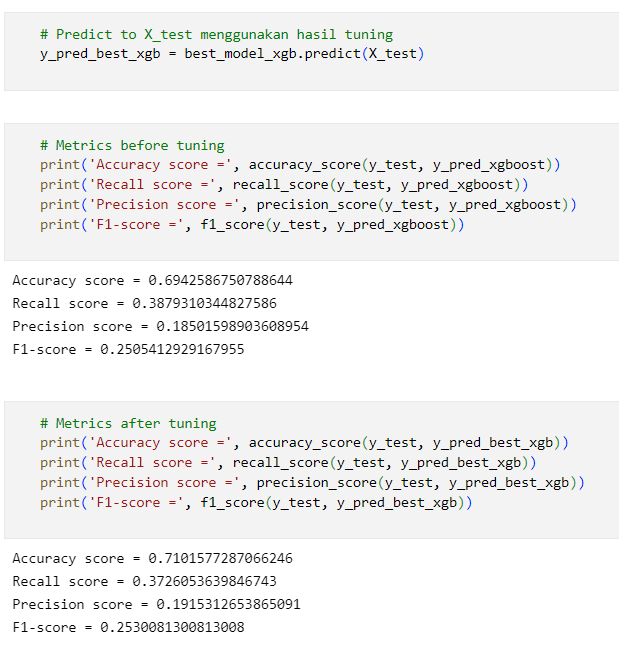 # Predict to X_test menggunakan hasil tuning
y_pred_best_xgb = best_model_xgb.predict(X_test)
# Metrics before tuning
print('Accuracy score =', accuracy_score(y_test, y_pred_xgboost))
print('Recall score =', recall_score(y_test, y_pred_xgboost))
print('Precision score =', precision_score(y_test, y_pred_xgboost))
print('F1-score =', f1_score(y_test, y_pred_xgboost))
Accuracy score = 0.6942586750788644
Recall score = 0.3879310344827586
Precision score = 0.18501598903608954
F1-score = 0.2505412929167955
# Metrics after tuning
print('Accuracy score =', accuracy_score(y_test, y_pred_best_xgb))
print('Recall score =', recall_score(y_test, y_pred_best_xgb))
print('Precision score =', precision_score(y_test, y_pred_best_xgb))
print('F1-score =', f1_score(y_test, y_pred_best_xgb))
Accuracy score = 0.7101577287066246
Recall score = 0.3726053639846743
Precision score = 0.1915312653865091
F1-score = 0.2530081300813008